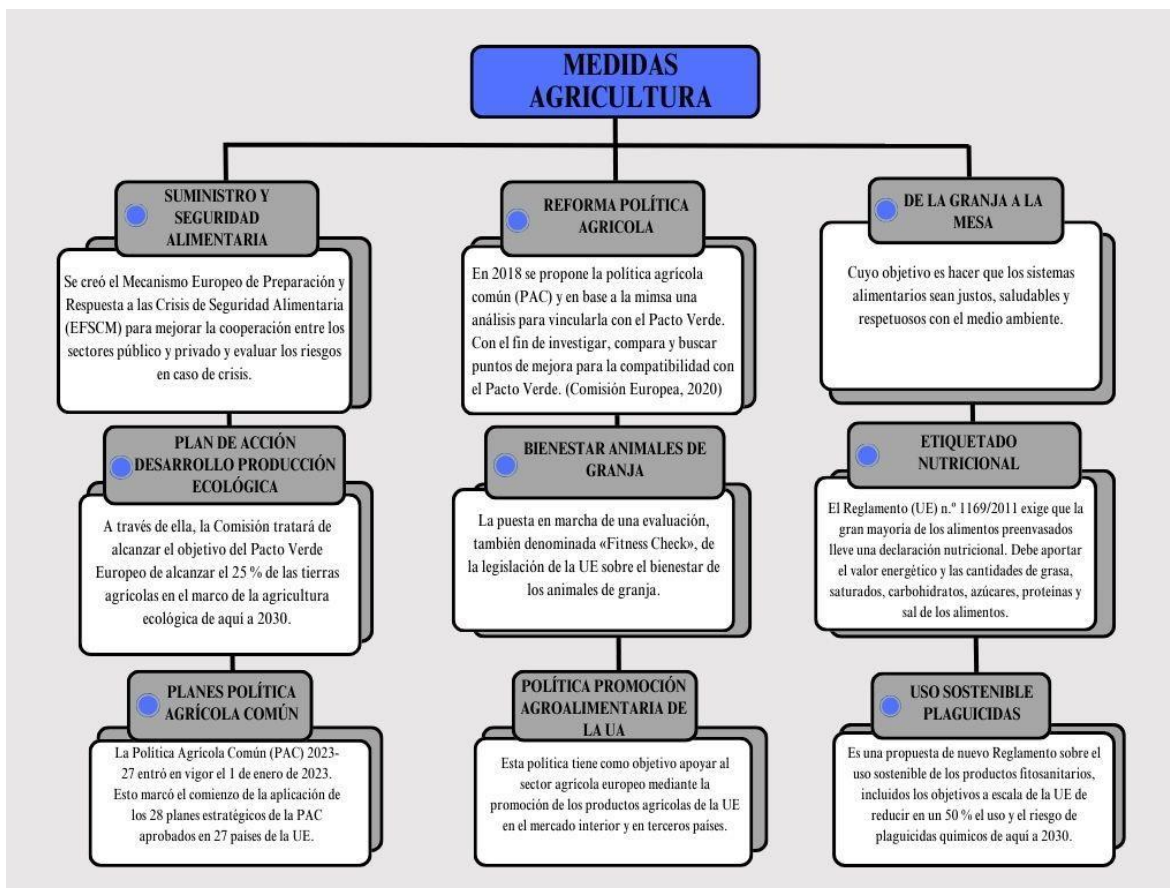 MEDIDAS
AGRICULTURA
SUMINISTRO Y
SEGURIDAD
ALIMENTARIA
Se creó el Mecanismo Europeo de Preparación y
Respuesta a las Crisis de Seguridad Alimentaria
(EFSCM) para mejorar la cooperación entre los
sectores público y privado y evaluar los riesgos
en caso de crisis.
REFORMA POLÍTICA
AGRICOLA
En 2018 se propone la política agrícola
común (PAC) y en base a la mimsa una
análisis para vincularla con el Pacto Verde.
Con el fin de investigar, compara y buscar
puntos de mejora para la compatibilidad con
el Pacto Verde. (Comisión Europea, 2020)
DE LA GRANJA A LA
MESA
Cuyo objetivo es hacer que los sistemas
alimentarios sean justos, saludables y
respetuosos con el medio ambiente.
PLAN DE ACCIÓN
DESARROLLO PRODUCCIÓN
ECOLÓGICA
A través de ella, la Comisión tratará de
alcanzar el objetivo del Pacto Verde
Europeo de alcanzar el 25 % de las tierras
agrícolas en el marco de la agricultura
ecológica de aquí a 2030.
BIENESTAR ANIMALES DE
GRANJA
La puesta en marcha de una evaluación,
también denominada «Fitness Check», de
la legislación de la UE sobre el bienestar de
los animales de granja.
ETIQUETADO
NUTRICIONAL
El Reglamento (UE) n.º 1169/2011 exige que la
gran mayoría de los alimentos preenvasados
lleve una declaración nutricional. Debe aportar
el valor energético y las cantidades de grasa,
saturados, carbohidratos, azúcares, proteínas y
sal de los alimentos.
PLANES POLÍTICA
AGRÍCOLA COMÚN
La Política Agrícola Común (PAC) 2023-
27 entró en vigor el 1 de enero de 2023.
Esto marcó el comienzo de la aplicación de
los 28 planes estratégicos de la PAC
aprobados en 27 países de la UE.
POLÍTICA PROMOCIÓN
AGROALIMENTARIA DE
LA UA
Esta política tiene como objetivo apoyar al
sector agrícola europeo mediante la
promoción de los productos agrícolas de la UE
en el mercado interior y en terceros países.
USO SOSTENIBLE
PLAGUICIDAS
Es una propuesta de nuevo Reglamento sobre el
uso sostenible de los productos fitosanitarios,
incluidos los objetivos a escala de la UE de
reducir en un 50 % el uso y el riesgo de
plaguicidas químicos de aquí a 2030.